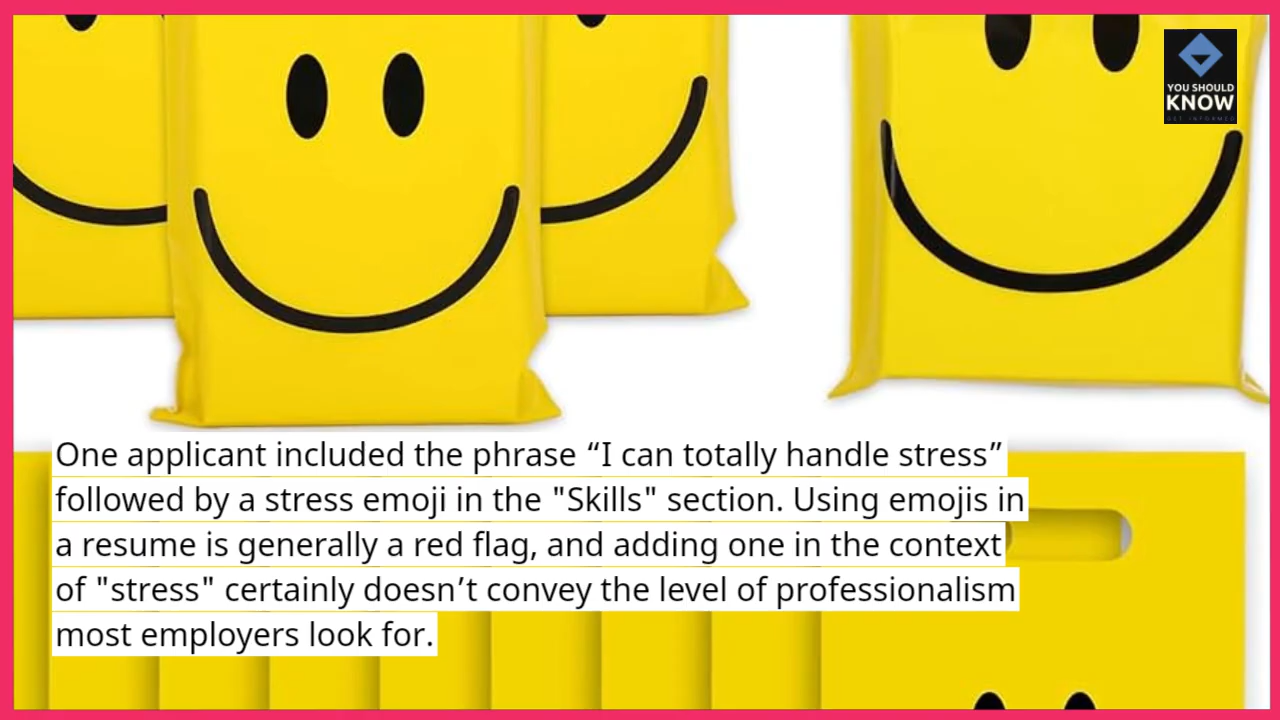 YOU SHOULD
KNOW
GET INFORMED
One applicant included the phrase “I can totally handle stress”
followed by a stress emoji in the "Skills" section. Using emojis in
a resume is generally a red flag, and adding one in the context
of "stress" certainly doesn’t convey the level of professionalism
most employers look for.